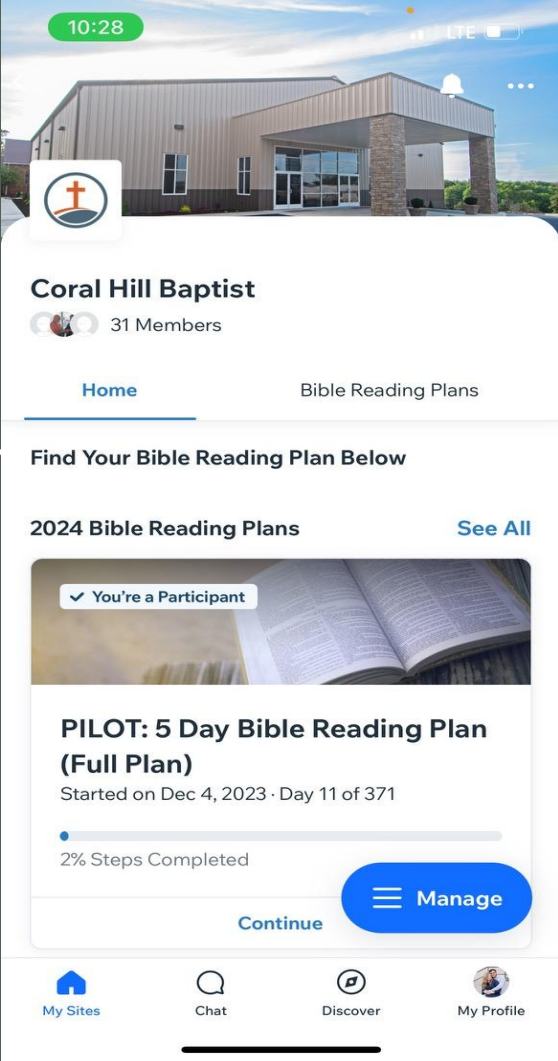 10:28
LTE
Coral Hill Baptist
31 Members
Home
Bible Reading Plans
Find Your Bible Reading Plan Below
2024 Bible Reading Plans
See All
You're a Participant
PILOT: 5 Day Bible Reading Plan
(Full Plan)
Started on Dec 4, 2023 · Day 11 of 371
2% Steps Completed
Manage
Continue
My Sites
Chat
Discover
My Profile